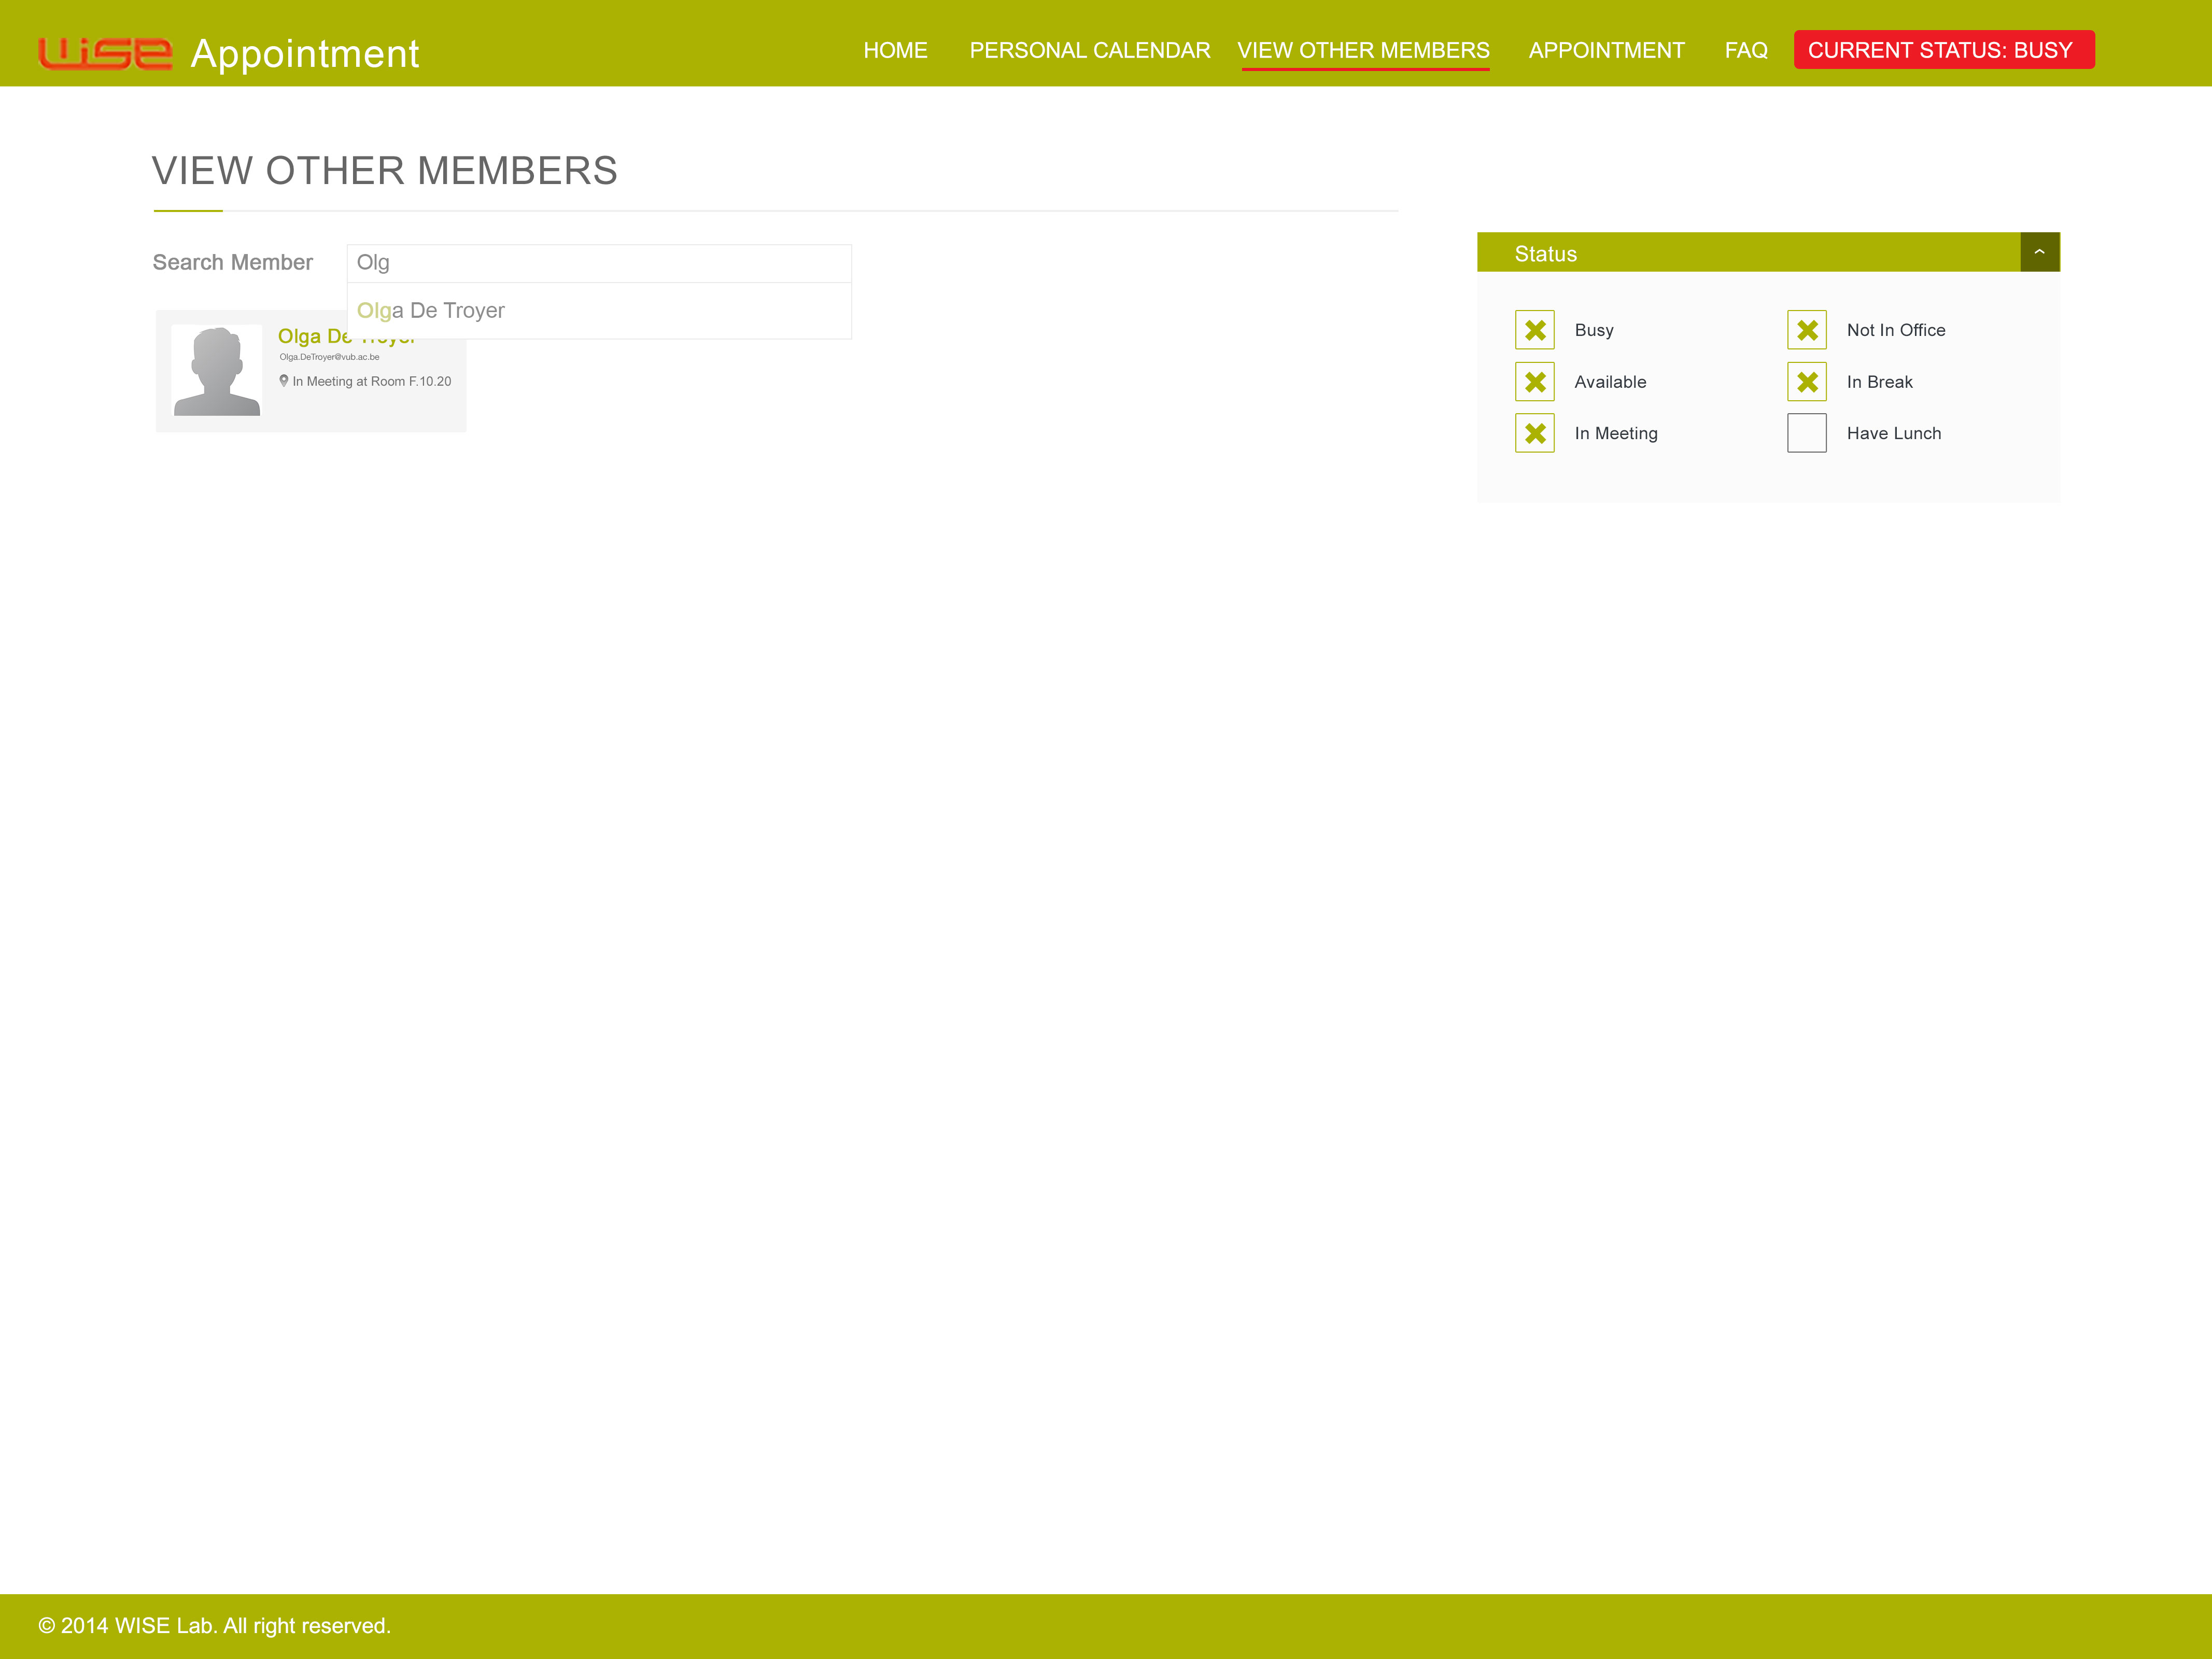 WISE Appointment
HOME PERSONAL CALENDAR VIEW OTHER MEMBERS APPOINTMENT FAQ CURRENT STATUS: BUSY
VIEW OTHER MEMBERS
Search Member
Olg
Olga De Troyer
Olga De Troyer
Olga.DeTroyer@vub.ac.be
In Meeting at Room F.10.20
Status
Busy
Not In Office
Available
In Break
In Meeting
Have Lunch
© 2014 WISE Lab. All right reserved.